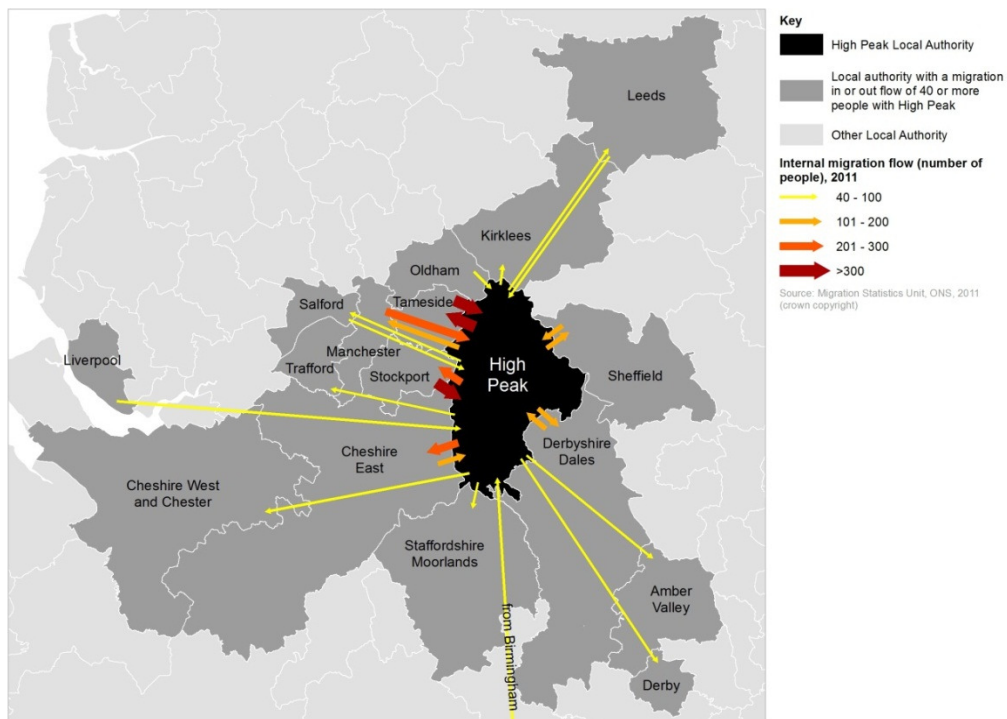 Leeds
Kirklees
Oldham
Salford
Tameside
Manchester
Liverpool
Trafford
Stockport
High
Peak
Sheffield
Cheshire
East
Derbyshire
Dales
Cheshire West
and Chester
Staffordshire
Moorlands
from Birmingham
Amber
Valley
Derby
Key
High Peak Local Authority
Local authority with a migration
in or out flow of 40 or more
people with High Peak
Other Local Authority
Internal migration flow (number of
people), 2011
40 - 100
101 - 200
201 - 300
>300
Source: Migration Statistics Unit, ONS, 2011
(crown copyright)